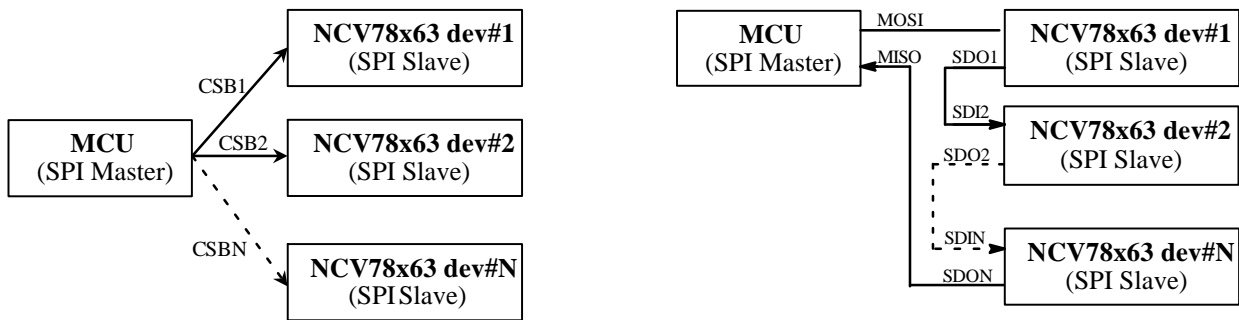 NCV78x63 dev#1
(SPI Slave)
CSB1
MCU
(SPI Master)
CSB2
NCV78x63 dev#2
(SPI Slave)
CSBN
NCV78x63 dev#N
(SPI Slave)
MCU
(SPI Master)
MOSI
MISO
NCV78x63 dev#1
(SPI Slave)
SDO1
SDI2
NCV78x63 dev#2
(SPI Slave)
SDO2
SDIN
NCV78x63 dev#N
(SPI Slave)
SDON